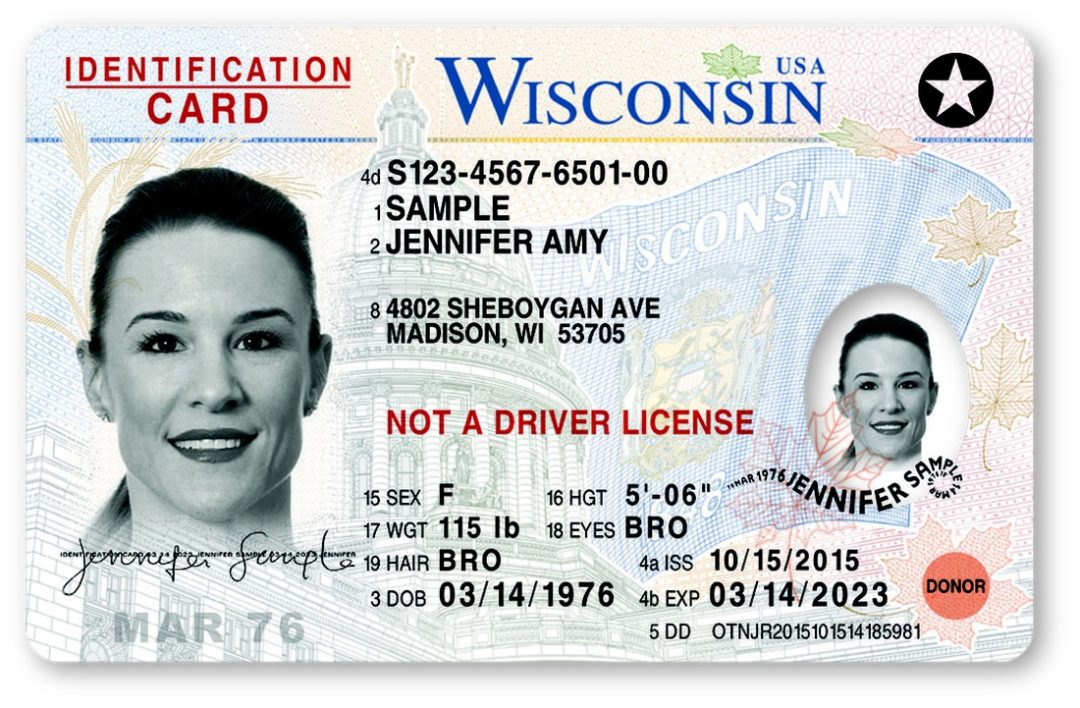 IDENTIFICATION
CARD
WISCONSIN USA
4d S123-4567-6501-00
1 SAMPLE
2 JENNIFER AMY
8 4802 SHEBOYGAN AVE
MADISON, WI 53705
WISCONSIN
NOT A DRIVER LICENSE
15 SEX F 16 HGT 5'-06"
17 WGT 115 lb 18 EYES BRO
19 HAIR BRO 4a ISS 10/15/2015
3 DOB 03/14/1976 4b EXP 03/14/2023
5 DD OTNJR2015101514185981
MAR 1976 JENNIFER SAMPLE
DONOR
Jennifer Sample
MAR 76